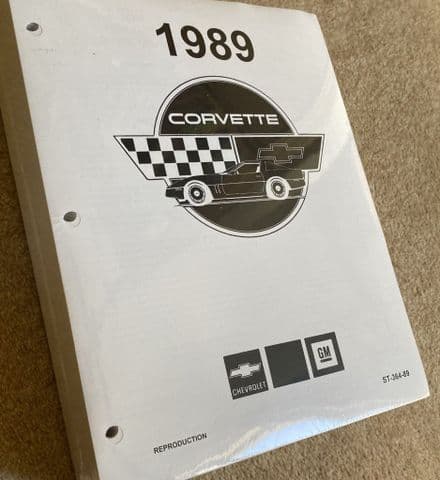 1989
CORVETTE
CHEVROLET
GM
ST-364-89
REPRODUCTION